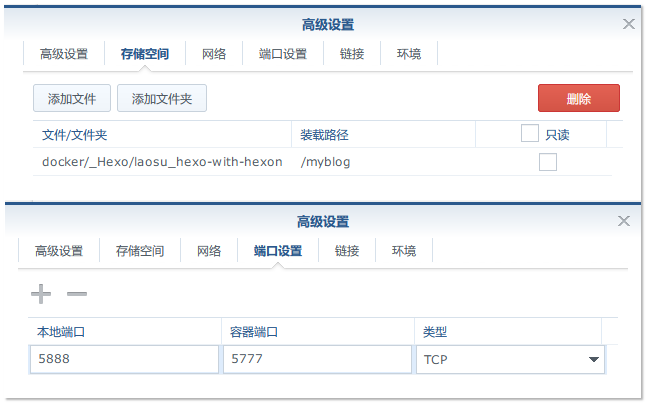 高级设置
高级设置 存储空间 网络 端口设置 链接 环境
添加文件 添加文件夹 删除
文件/文件夹 装载路径 只读
docker/_Hexo/laosu_hexo-with-hexon /myblog
高级设置
高级设置 存储空间 网络 端口设置 链接 环境
本地端口 容器端口 类型
5888 5777 TCP